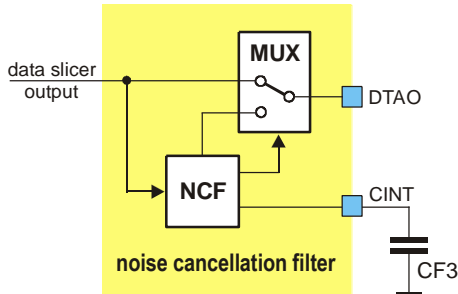 MUX
data slicer
output
DTAO
NCF
CINT
noise cancellation filter
CF3